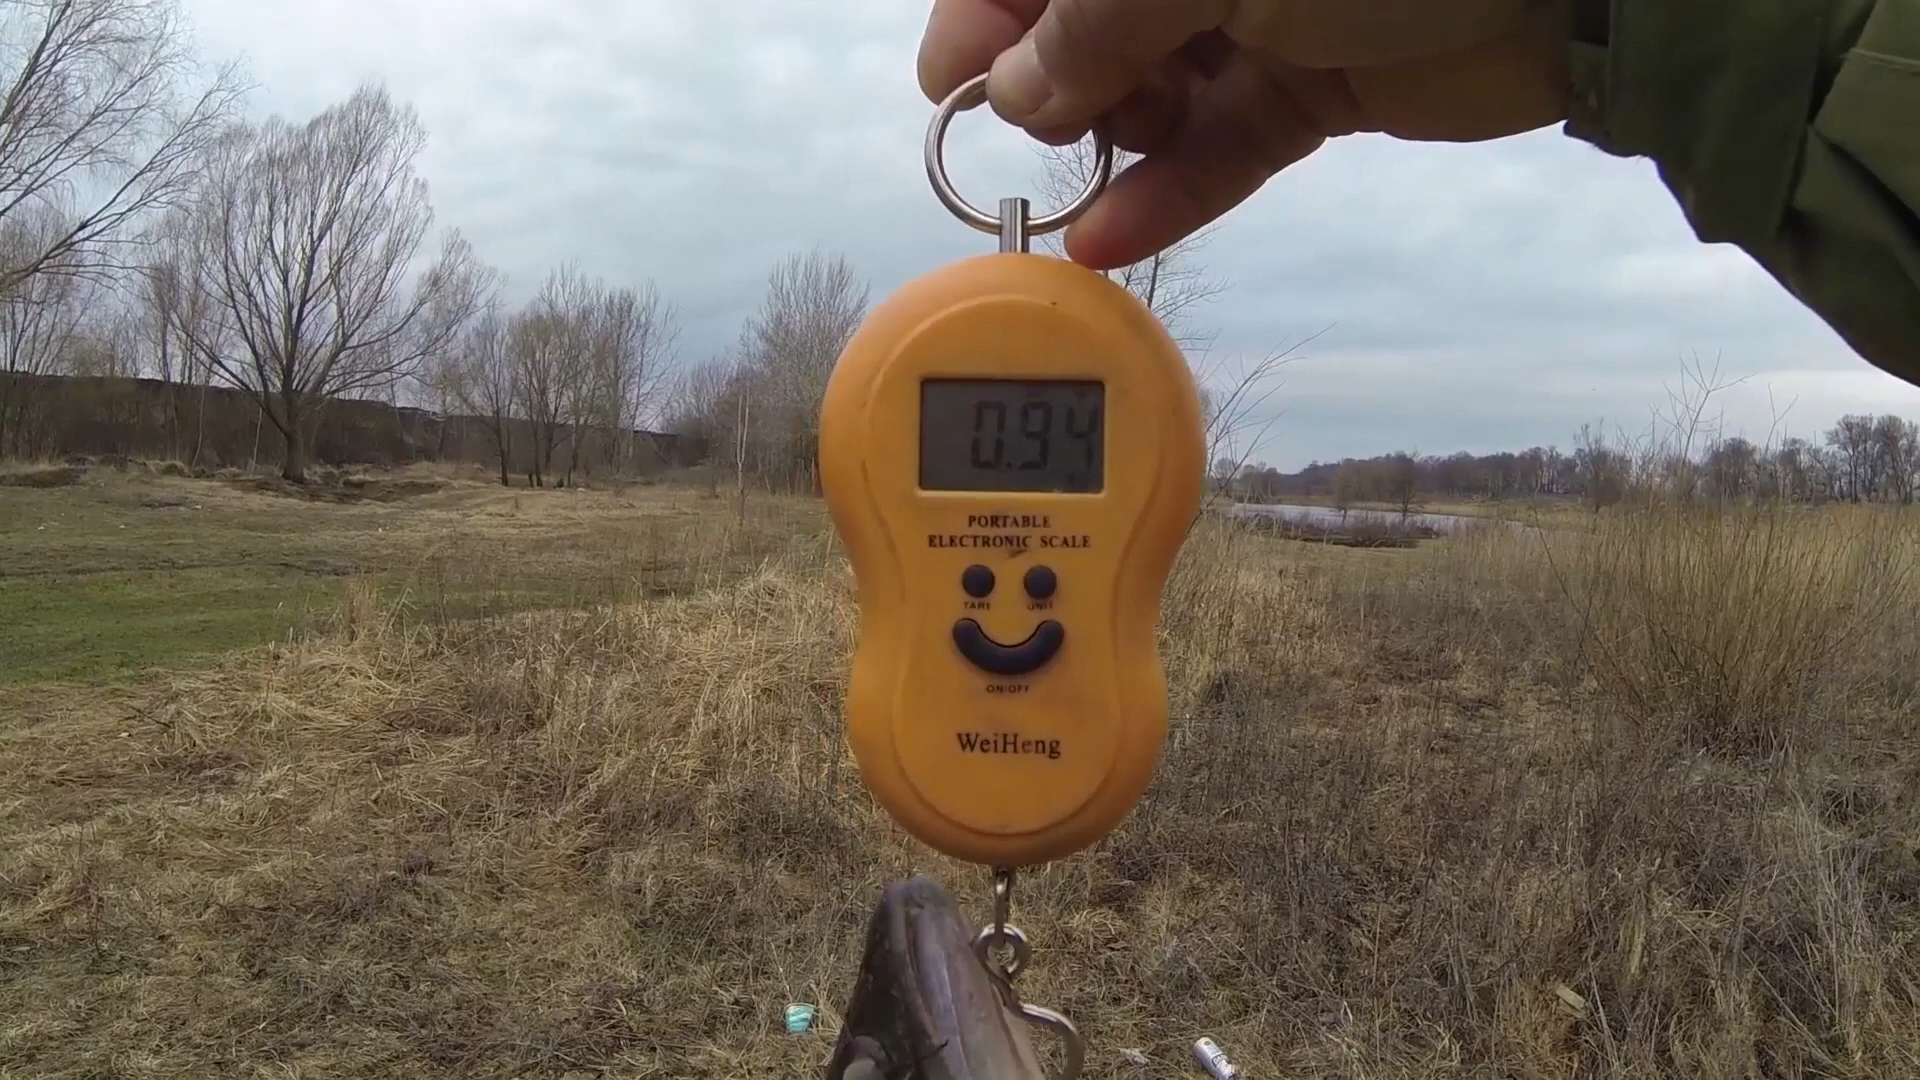 0.94
PORTABLE
ELECTRONIC SCALE
TARE UNIT
ON/OFF
WeiHeng